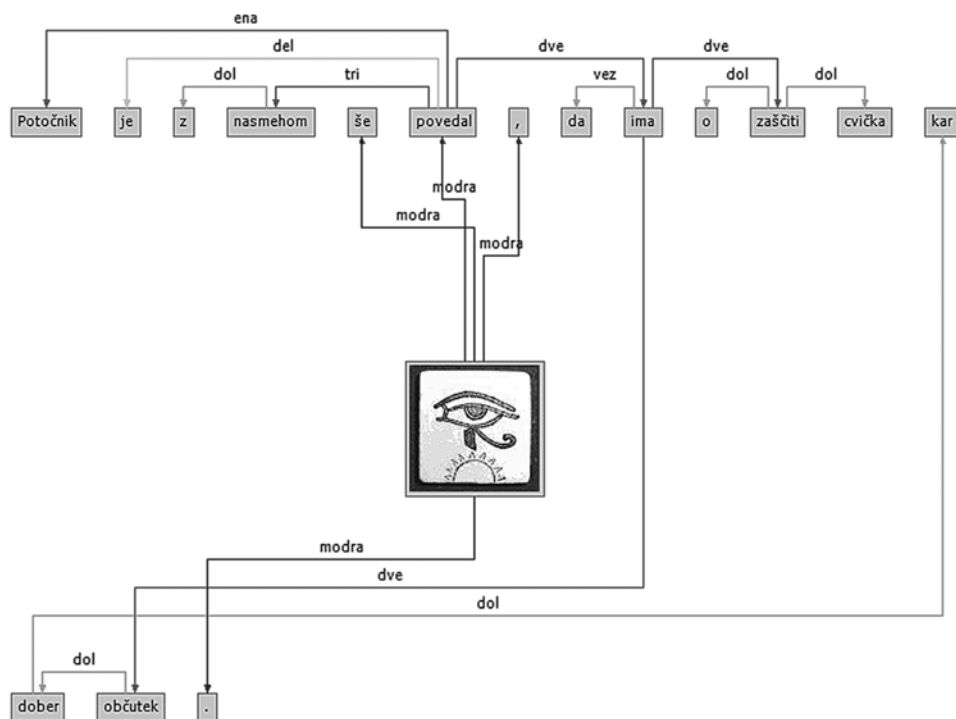 ena
del
dve
dve
dol
tri
vez
dol
dol
Potočnik je z nasmehom še povedal , da ima o zaščiti cvička kar
modra
modra
modra
modra
dve
dol
dol
dober občutek .